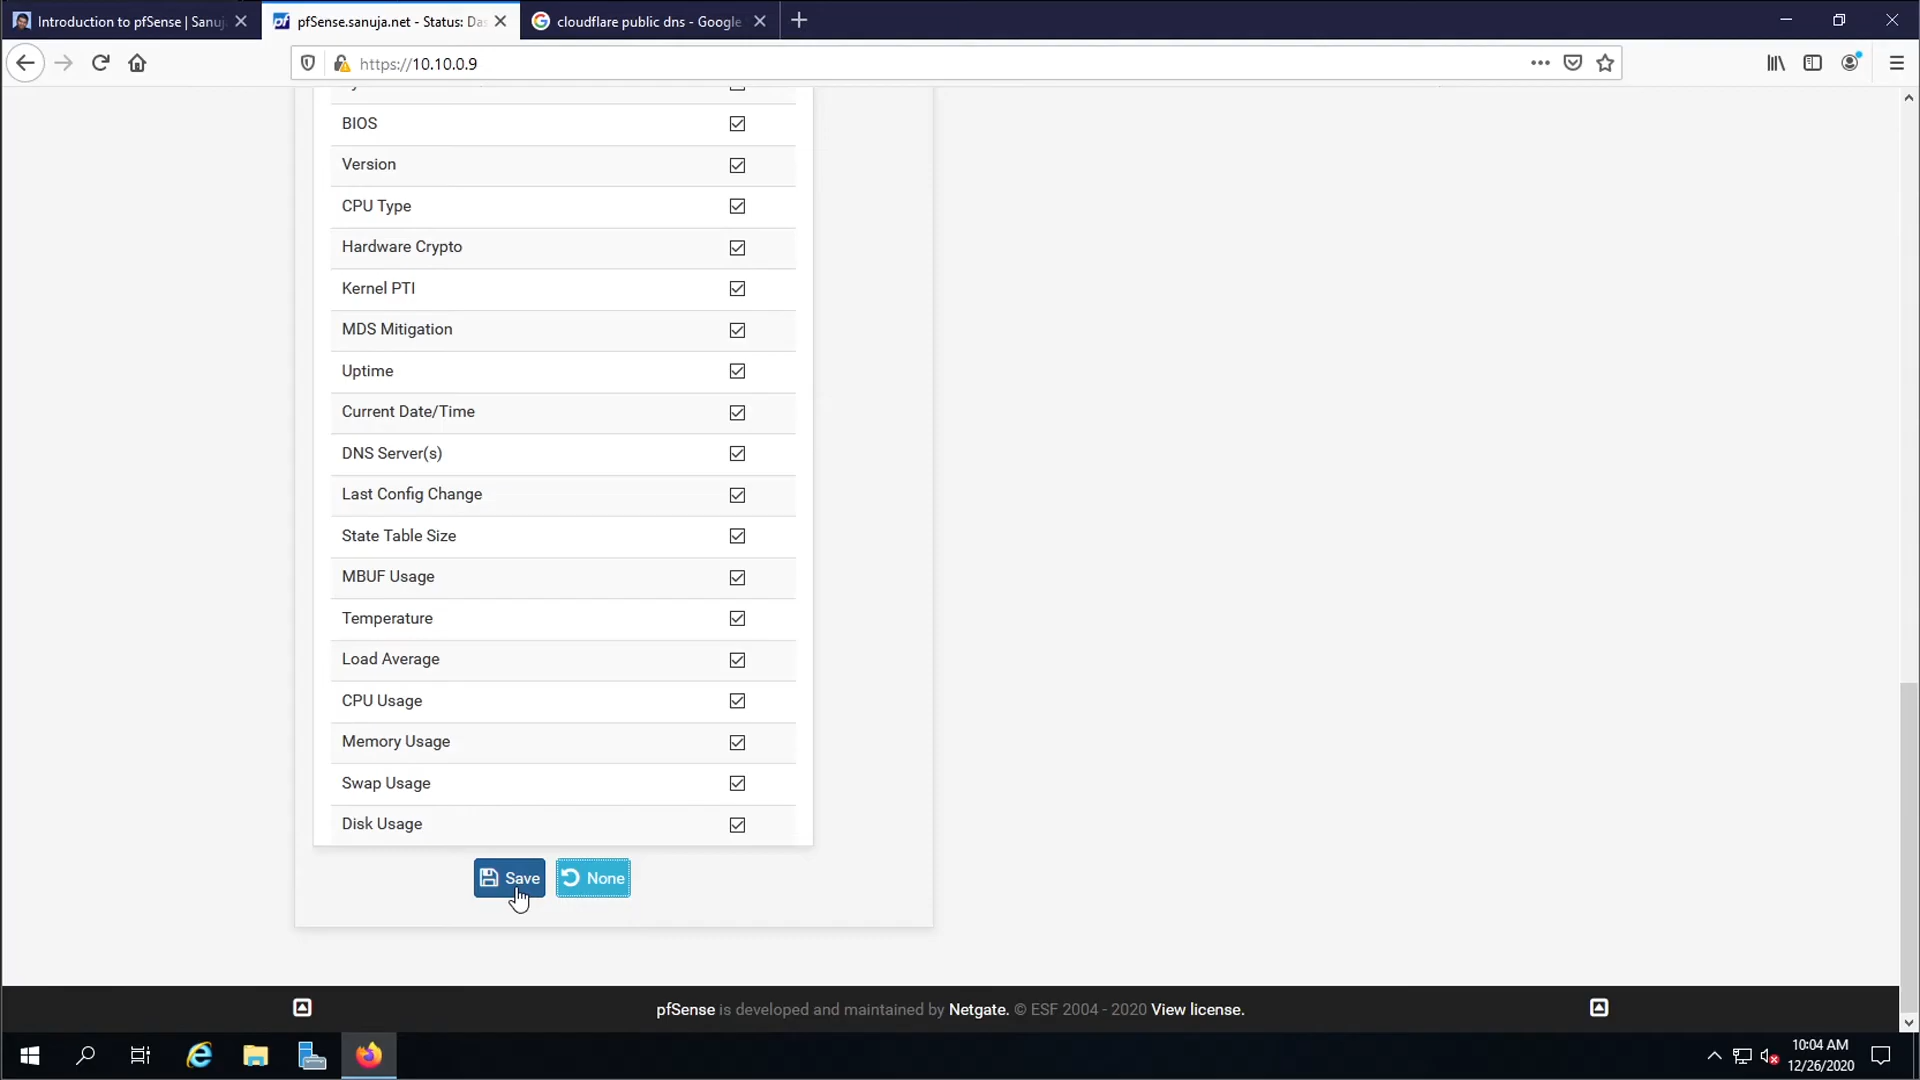 Introduction to pfSense | Sanuj
pfSense.sanuja.net - Status: Da
cloudflare public dns - Google
https://10.10.0.9
BIOS
Version
CPU Type
Hardware Crypto
Kernel PTI
MDS Mitigation
Uptime
Current Date/Time
DNS Server(s)
Last Config Change
State Table Size
MBUF Usage
Temperature
Load Average
CPU Usage
Memory Usage
Swap Usage
Disk Usage
Save
None
pfSense is developed and maintained by Netgate. © ESF 2004 - 2020 View license.
10:04 AM
12/26/2020